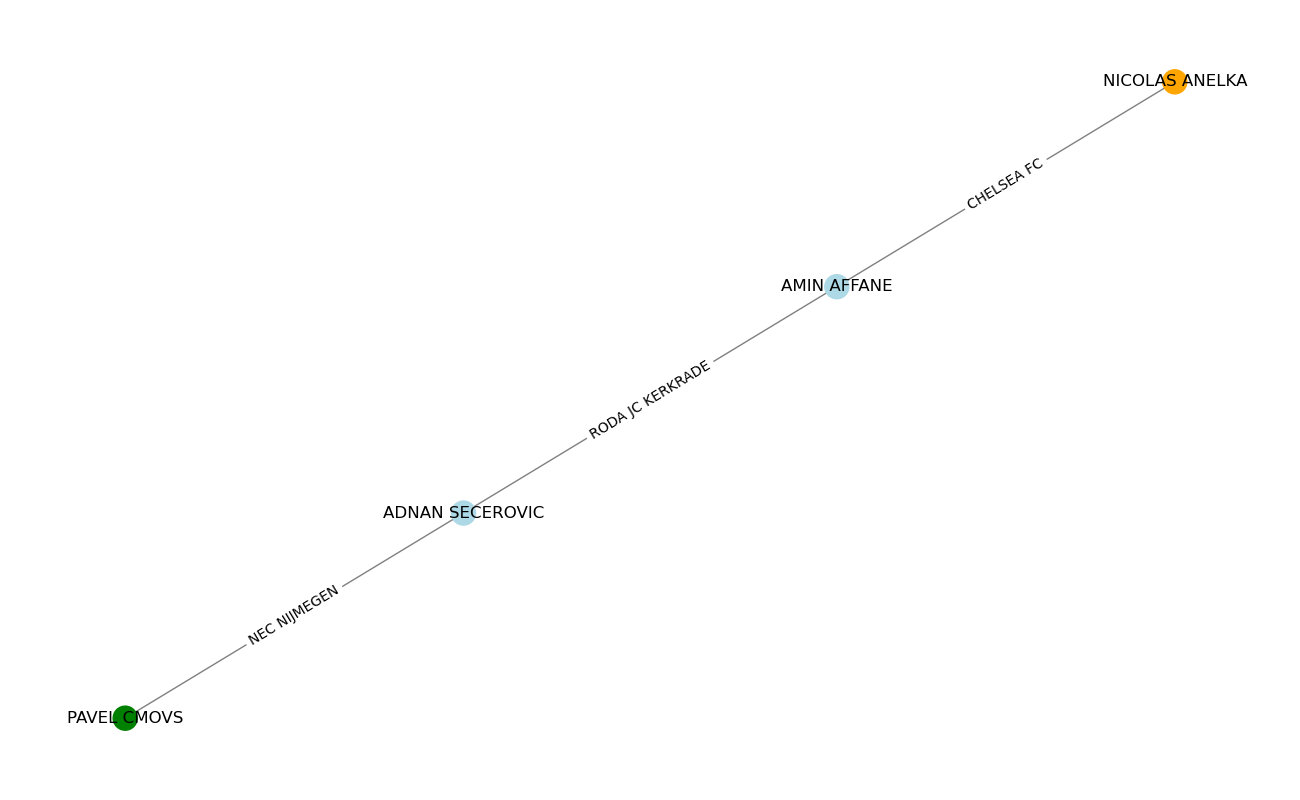 NICOLAS ANELKA
CHELSEA FC
AMIN AFFANE
RODA JC KERKRADE
ADNAN SECEROVIC
NEC NIJMEGEN
PAVEL CMOVS